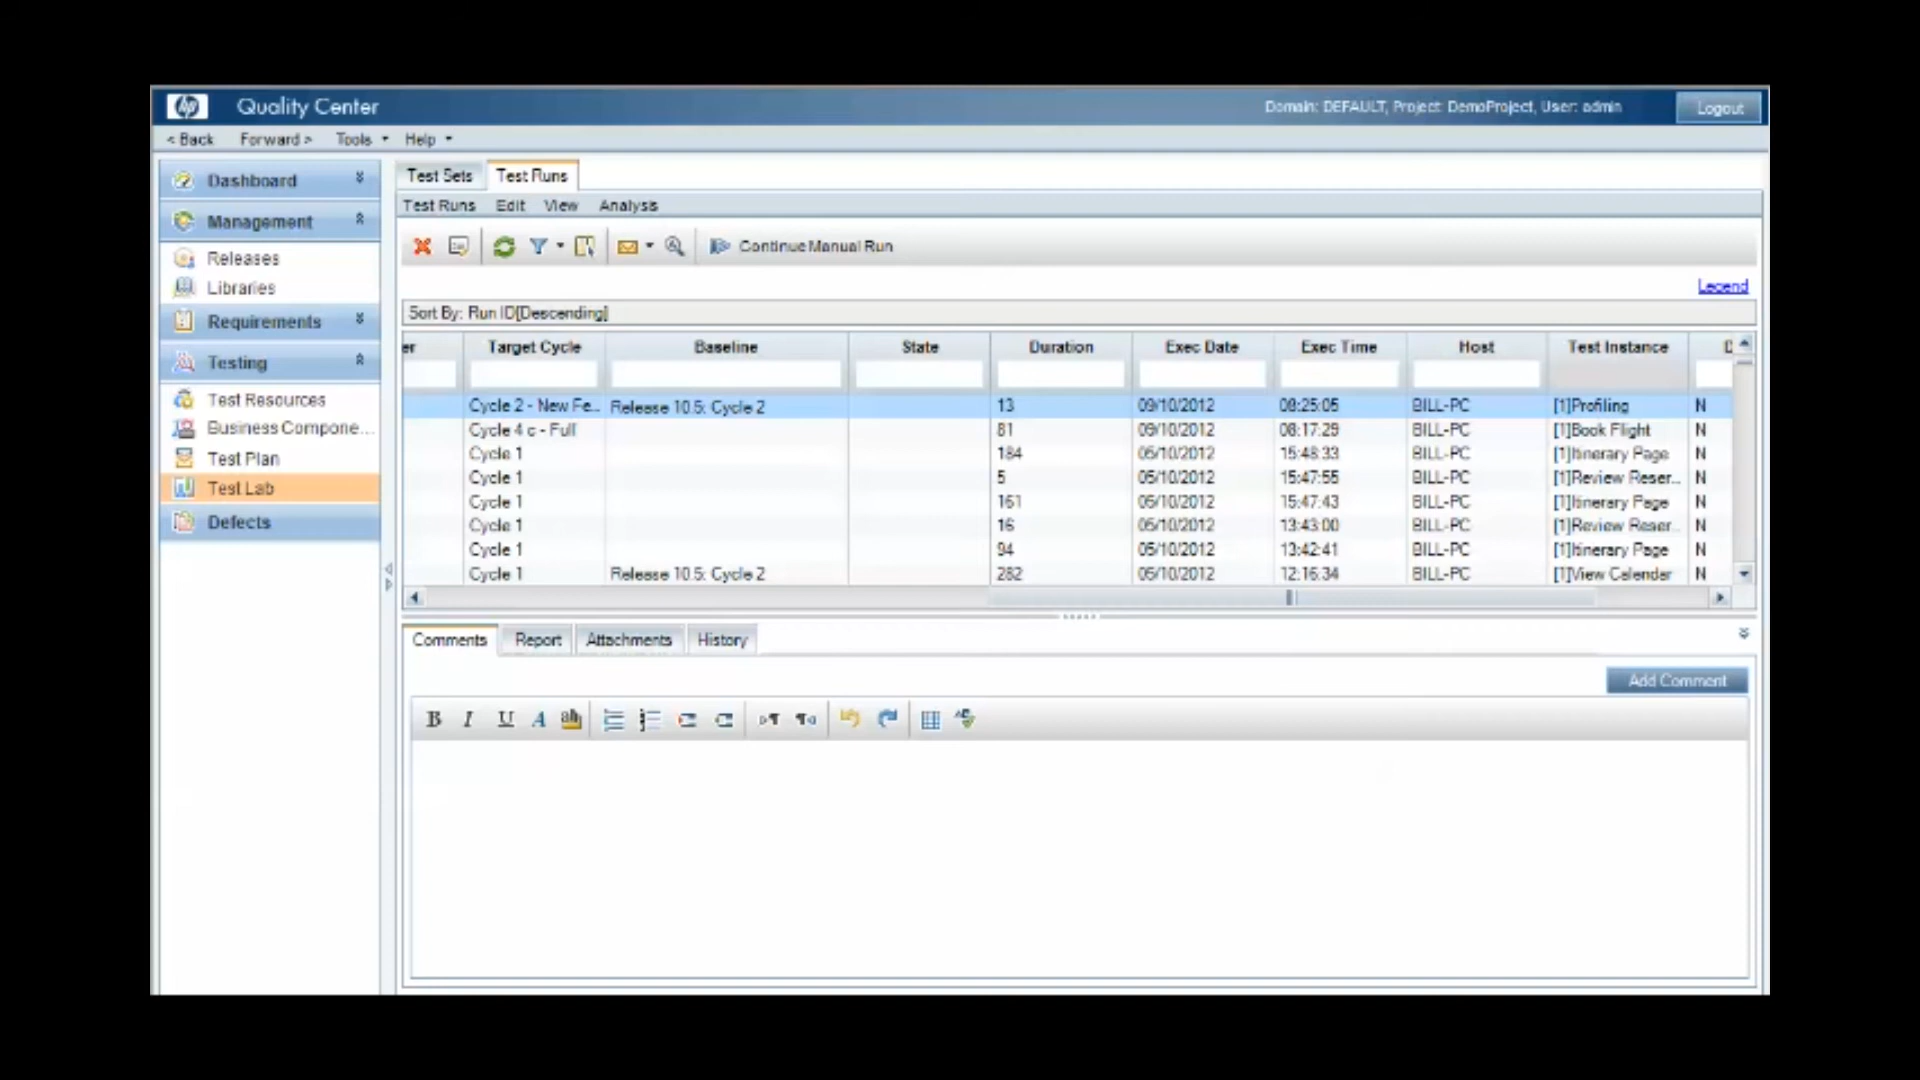 hp Quality Center Domain: DEFAULT, Project: DemoProject, User: admin Logout
< Back Forward > Tools Help
Dashboard
Management
Releases
Libraries
Requirements
Testing
Test Resources
Business Compone...
Test Plan
Test Lab
Defects
Test Sets Test Runs
Test Runs Edit View Analysis
Continue Manual Run
Legend
Sort By: Run ID[Descending]
er Target Cycle Baseline State Duration Exec Date Exec Time Host Test Instance
Cycle 2 - New Fe... Release 10.5: Cycle 2 13 09/10/2012 08:25:05 BILL-PC [1]Profiling N
Cycle 4 c - Full 81 09/10/2012 08:17:29 BILL-PC [1]Book Flight N
Cycle 1 184 05/10/2012 15:48:33 BILL-PC [1]Itinerary Page N
Cycle 1 5 05/10/2012 15:47:55 BILL-PC [1]Review Reser... N
Cycle 1 161 05/10/2012 15:47:43 BILL-PC [1]Itinerary Page N
Cycle 1 16 05/10/2012 13:43:00 BILL-PC [1]Review Reser... N
Cycle 1 94 05/10/2012 13:42:41 BILL-PC [1]Itinerary Page N
Cycle 1 Release 10.5: Cycle 2 282 05/10/2012 12:16:34 BILL-PC [1]View Calender N
Comments Report Attachments History
Add Comment
B I U A ab